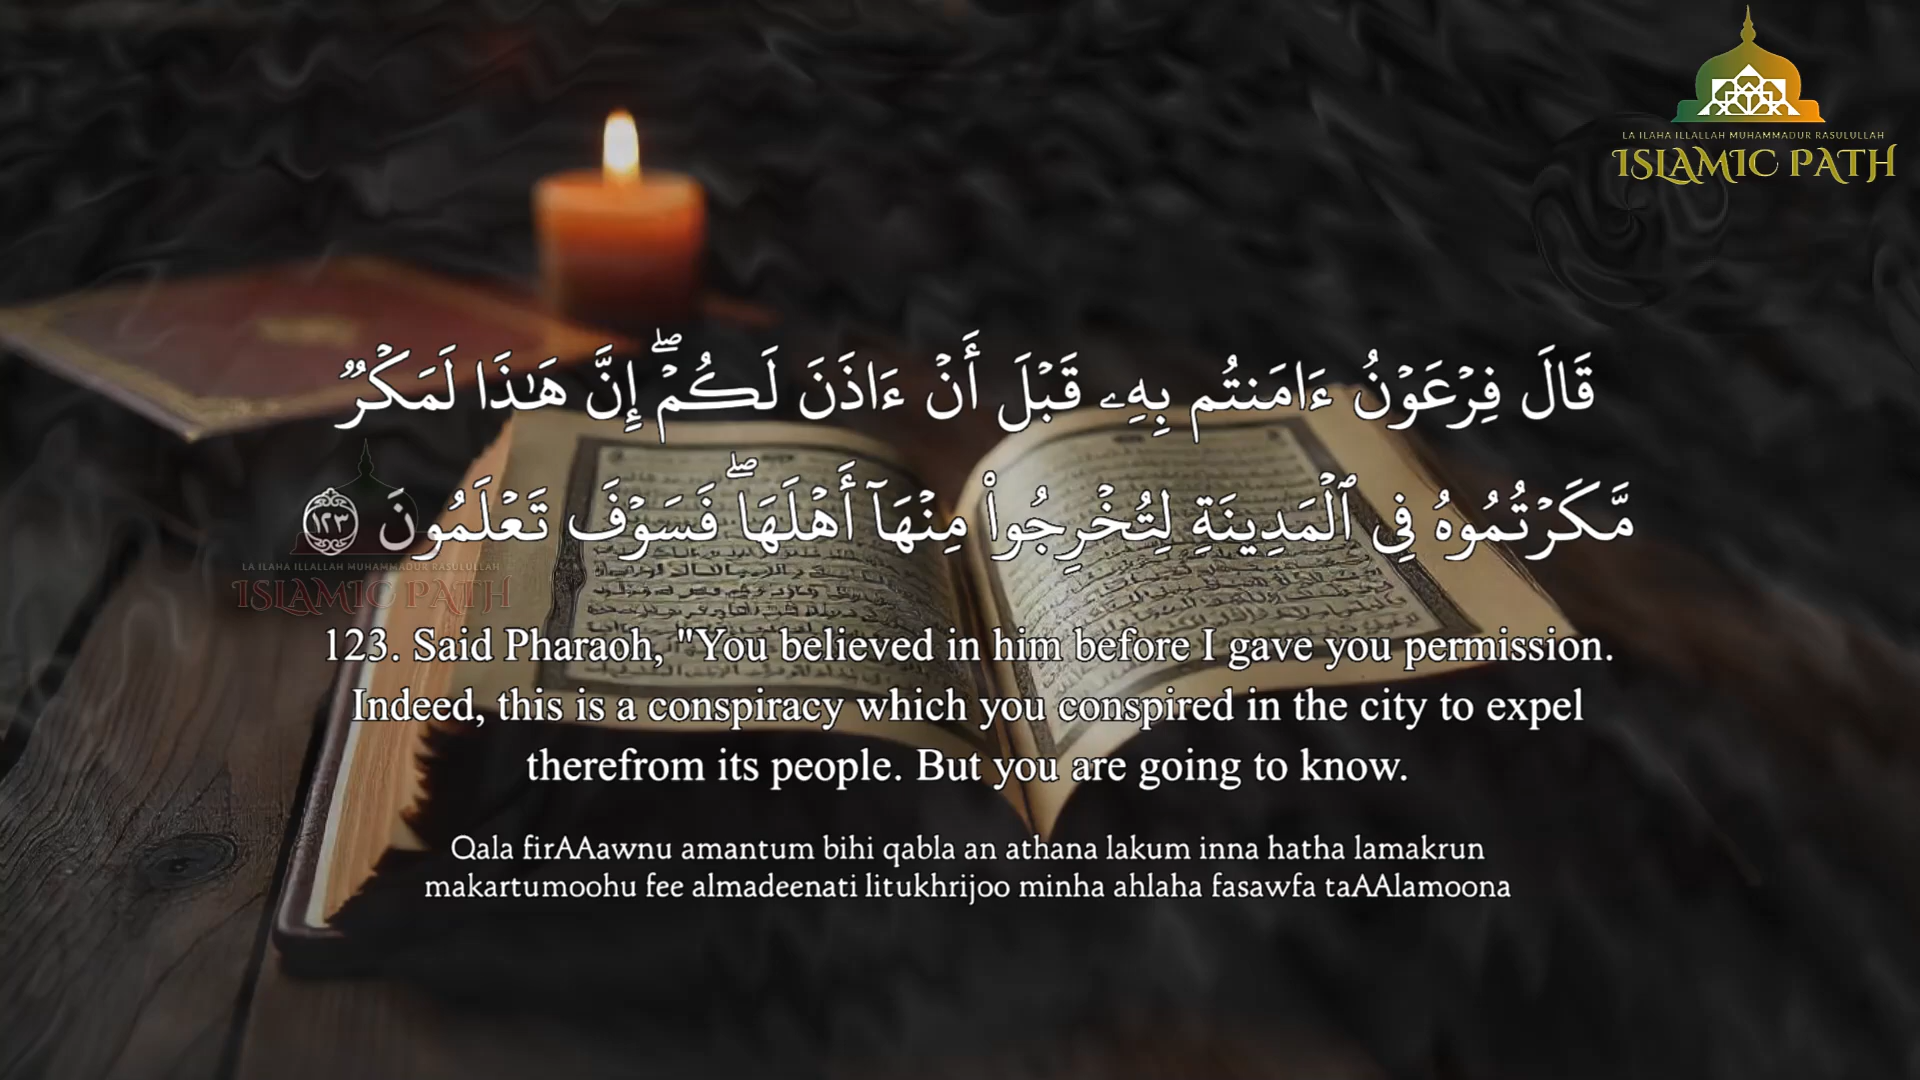 LA ILAHA ILLALLAH MUHAMMADUR RASULULLAH
ISLAMIC PATH
قَالَ فِرْعَوْنُ ءَامَنتُم بِهِۦ قَبْلَ أَنْ ءَاذَنَ لَكُمْ ۖ إِنَّ هَـٰذَا لَمَكْرٌ
مَّكَرْتُمُوهُ فِى ٱلْمَدِينَةِ لِتُخْرِجُوا۟ مِنْهَآ أَهْلَهَا ۖ فَسَوْفَ تَعْلَمُونَ ١٢٣
LA ILAHA ILLALLAH MUHAMMADUR RASULULLAH
ISLAMIC PATH
123. Said Pharaoh, "You believed in him before I gave you permission.
Indeed, this is a conspiracy which you conspired in the city to expel
therefrom its people. But you are going to know.
Qala firAAawnu amantum bihi qabla an athana lakum inna hatha lamakrun
makartumoohu fee almadeenati litukhrijoo minha ahlaha fasawfa taAAlamoona